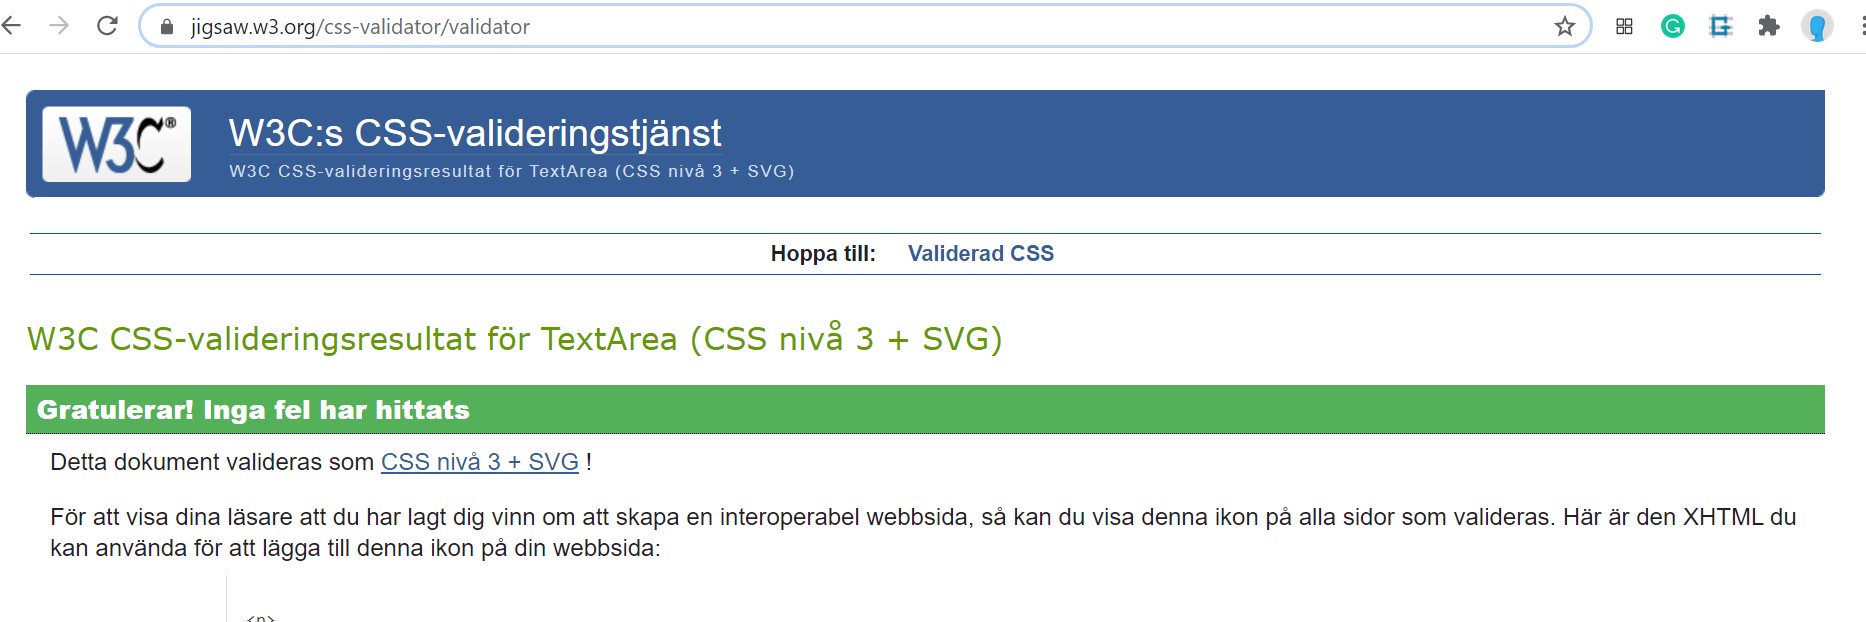 jigsaw.w3.org/css-validator/validator
W3C®
W3C:s CSS-valideringstjänst
W3C CSS-valideringsresultat för TextArea (CSS nivå 3 + SVG)
Hoppa till: Validerad CSS
W3C CSS-valideringsresultat för TextArea (CSS nivå 3 + SVG)
Gratulerar! Inga fel har hittats
Detta dokument valideras som CSS nivå 3 + SVG !
För att visa dina läsare att du har lagt dig vinn om att skapa en interoperabel webbsida, så kan du visa denna ikon på alla sidor som valideras. Här är den XHTML du
kan använda för att lägga till denna ikon på din webbsida:
<p>